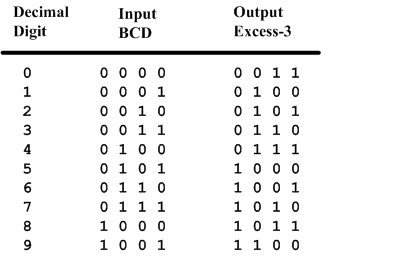 Decimal Input Output
Digit BCD Excess-3
0 0 0 0 0 0 0 1 1
1 0 0 0 1 0 1 0 0
2 0 0 1 0 0 1 0 1
3 0 0 1 1 0 1 1 0
4 0 1 0 0 0 1 1 1
5 0 1 0 1 1 0 0 0
6 0 1 1 0 1 0 0 1
7 0 1 1 1 1 0 1 0
8 1 0 0 0 1 0 1 1
9 1 0 0 1 1 1 0 0